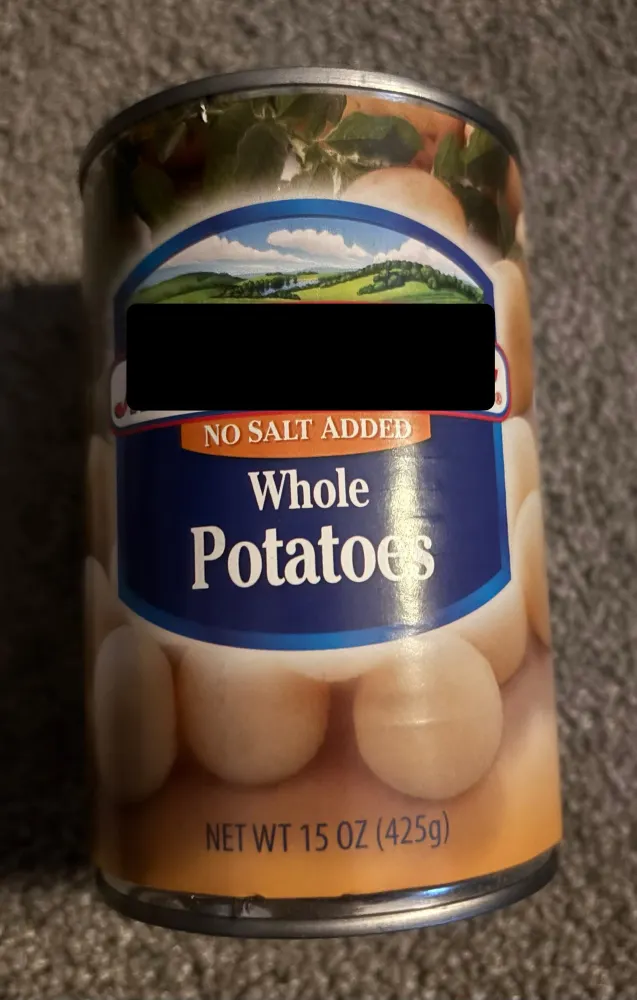 NO SALT ADDED
Whole
Potatoes
NET WT 15 OZ (425g)